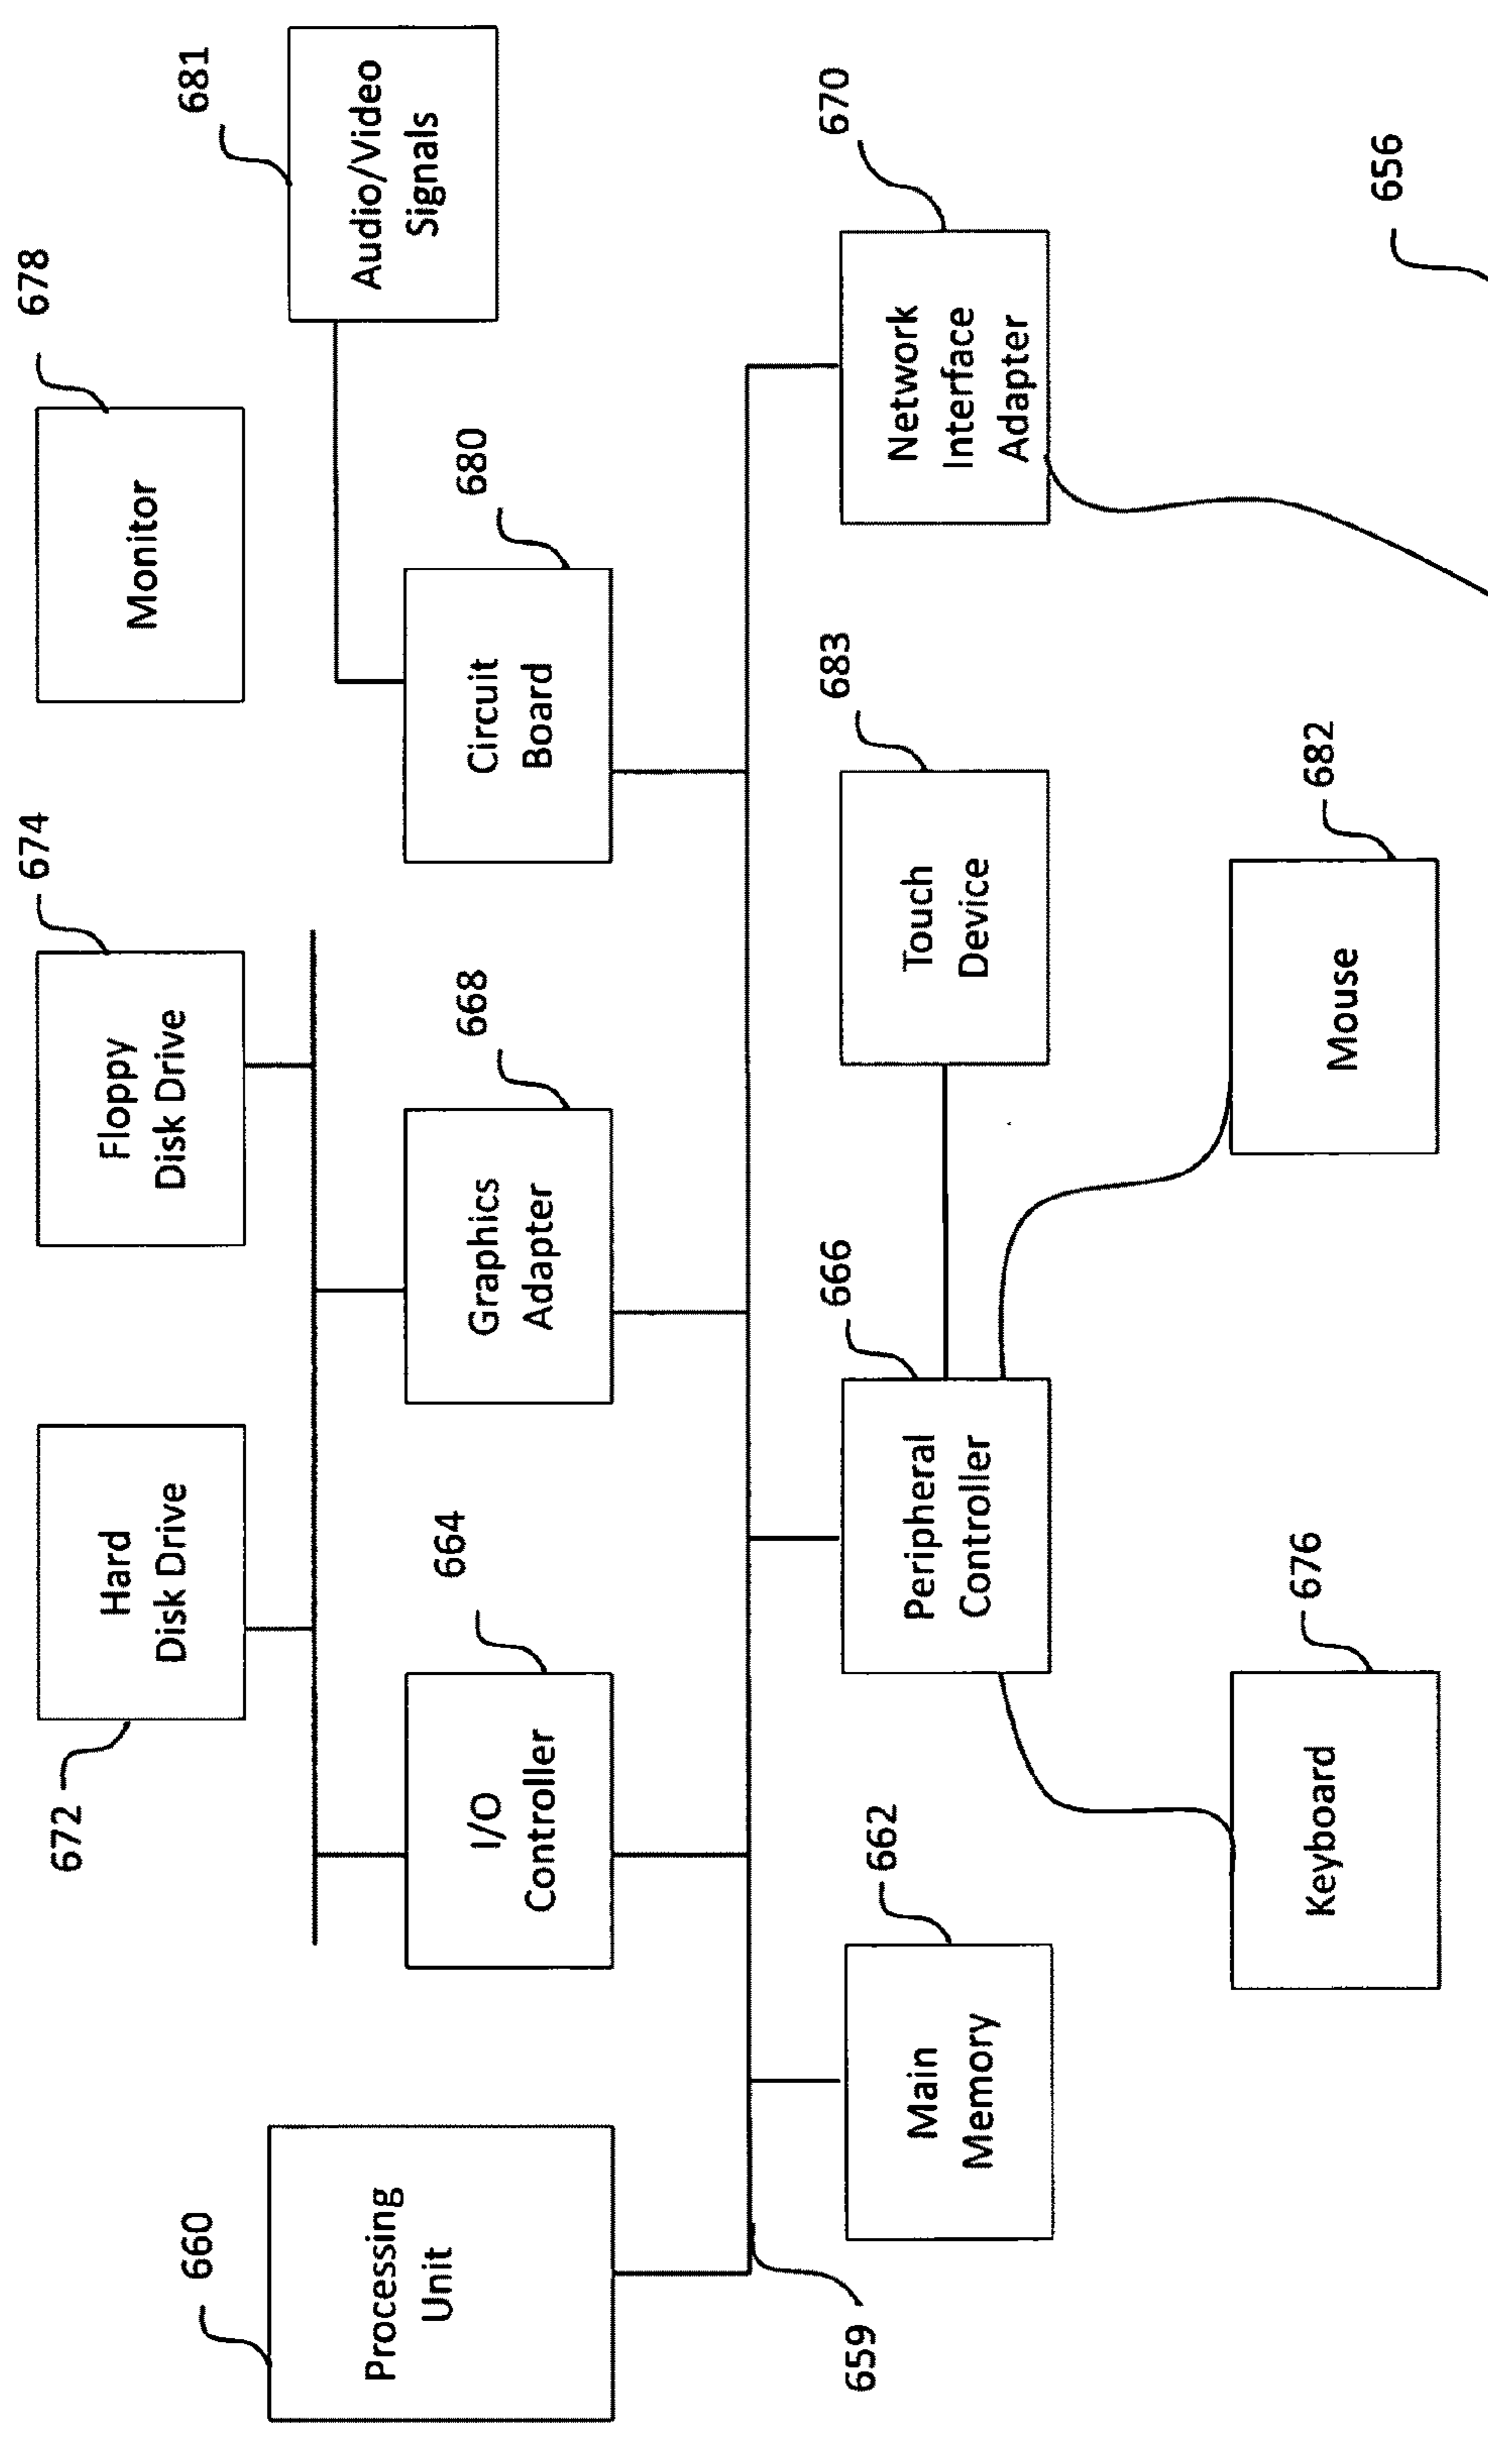 672
Hard
Disk Drive
674
Floppy
Disk Drive
678
Monitor
660
Processing
Unit
664
I/O
Controller
668
Graphics
Adapter
680
Circuit
Board
681
Audio/Video
Signals
659
662
Main
Memory
666
Peripheral
Controller
683
Touch
Device
670
Network
Interface
Adapter
676
Keyboard
682
Mouse
656